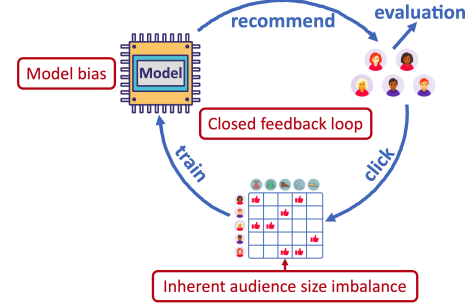 evaluation
recommend
Model bias
Model
Closed feedback loop
train
click
Inherent audience size imbalance